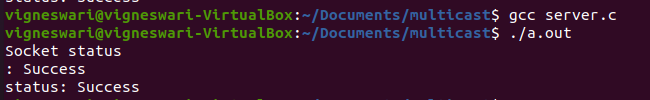 status: Success
vigneswari@vigneswari-VirtualBox:~/Documents/multicast$ gcc server.c
vigneswari@vigneswari-VirtualBox:~/Documents/multicast$ ./a.out
Socket status
: Success
status: Success